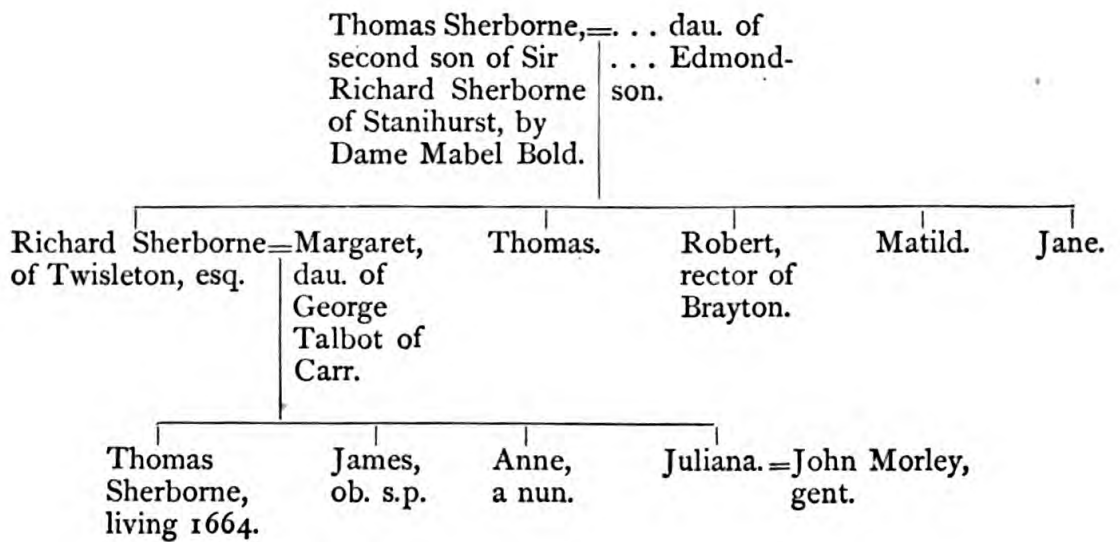 Thomas Sherborne,=. . . dau. of
second son of Sir . . . Edmond-
Richard Sherborne son.
of Stanihurst, by
Dame Mabel Bold.
Richard Sherborne=Margaret, Thomas. Robert, Matild. Jane.
of Twisleton, esq. dau. of rector of
George Brayton.
Talbot of
Carr.
Thomas James, Anne, Juliana.=John Morley,
Sherborne, ob. s.p. a nun. gent.
living 1664.